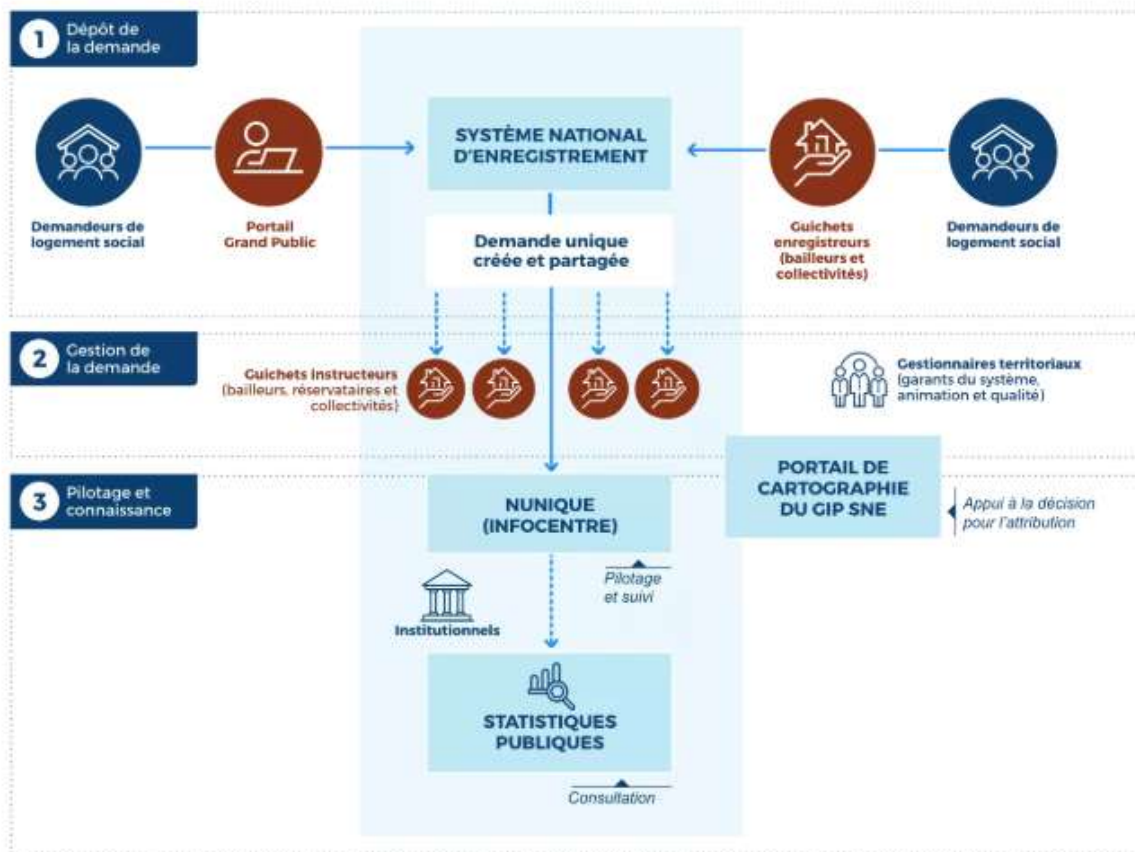 1 Dépôt de
la demande
SYSTÈME NATIONAL
D'ENREGISTREMENT
Demandeurs de
logement social
Portail
Grand Public
Guichets
enregistreurs
(bailleurs et
collectivités)
Demandeurs de
logement social
Demande unique
créée et partagée
2 Gestion de
la demande
Guichets instructeurs
(bailleurs, réservataires et
collectivités)
Gestionnaires territoriaux
(garants du système,
animation et qualité)
3 Pilotage et
connaissance
NUNIQUE
(INFOCENTRE)
PORTAIL DE
CARTOGRAPHIE
DU GIP SNE
Appui à la décision
pour l'attribution
Pilotage
et suivi
Institutionnels
STATISTIQUES
PUBLIQUES
Consultation